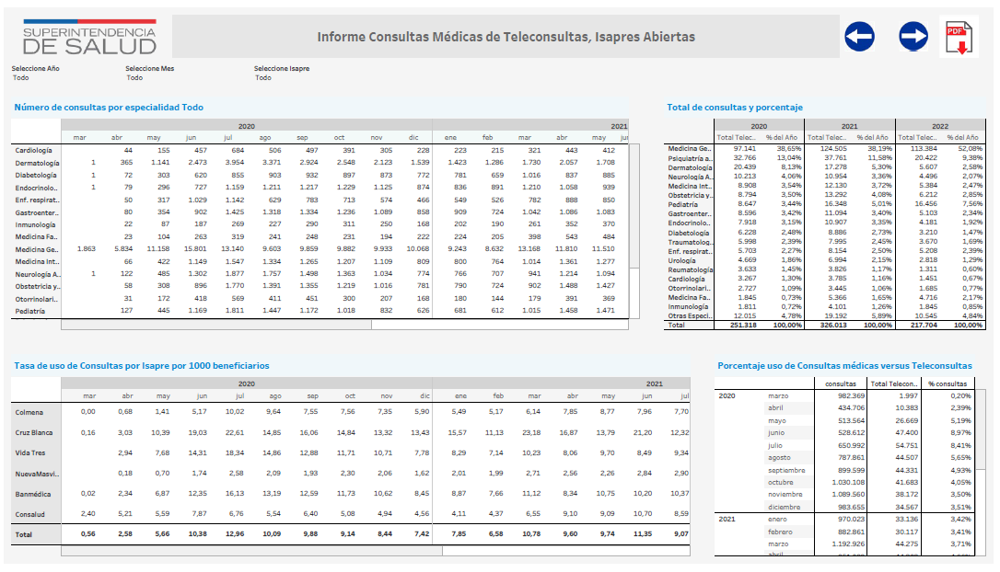 SUPERINTENDENCIA
DE SALUD
Informe Consultas Médicas de Teleconsultas, Isapres Abiertas
PDF
Seleccione Año Seleccione Mes Seleccione Isapre
Todo Todo Todo
Número de consultas por especialidad Todo
2020 2021
mar abr may jun jul ago sep oct nov dic ene feb mar abr may jun
Cardiología 44 155 457 684 506 497 391 305 228 223 215 321 443 412
Dermatología 1 365 1.141 2.473 3.954 3.371 2.924 2.548 2.123 1.539 1.423 1.286 1.730 2.057 1.708
Diabetología 1 72 303 620 855 903 932 897 873 772 781 659 1.016 837 885
Endocrinolo.. 1 79 296 727 1.159 1.211 1.217 1.229 1.125 874 836 891 1.210 1.058 939
Enf. respirat.. 50 317 1.029 1.142 629 783 713 574 466 549 526 782 888 850
Gastroenter.. 80 354 902 1.425 1.318 1.334 1.236 1.089 858 909 724 1.042 1.086 1.083
Inmunología 22 87 187 269 227 290 311 250 168 202 190 261 352 370
Medicina Fa.. 23 104 263 319 241 248 231 194 222 224 205 398 543 484
Medicina Ge.. 1.863 5.834 11.158 15.801 13.140 9.603 9.859 9.882 9.933 10.068 9.243 8.632 13.168 11.810 11.510
Medicina Int.. 66 422 1.149 1.547 1.334 1.265 1.207 1.109 809 800 764 1.014 1.361 1.277
Neurología A.. 1 122 485 1.302 1.877 1.757 1.498 1.363 1.034 774 766 707 941 1.214 1.094
Obstetricia y.. 58 308 896 1.770 1.391 1.355 1.219 1.016 781 790 724 902 1.488 1.427
Otorrinolari.. 31 172 418 569 411 451 300 207 168 180 144 179 391 369
Pediatría 127 445 1.169 1.811 1.447 1.172 1.018 832 626 681 612 1.015 1.458 1.471
Total de consultas y porcentaje
2020 2021 2022
Total Telec.. % del Año Total Telec.. % del Año Total Telec.. % del Año
Medicina Ge.. 97.141 38,65% 124.505 38,19% 113.384 52,08%
Psiquiatría a.. 32.766 13,04% 37.761 11,58% 20.422 9,38%
Dermatología 20.439 8,13% 17.278 5,30% 5.607 2,58%
Neurología A.. 10.213 4,06% 10.954 3,36% 4.496 2,07%
Medicina Int.. 8.908 3,54% 12.130 3,72% 5.384 2,47%
Obstetricia y.. 8.794 3,50% 13.292 4,08% 6.212 2,85%
Pediatría 8.647 3,44% 16.348 5,01% 16.456 7,56%
Gastroenter.. 8.596 3,42% 11.094 3,40% 5.103 2,34%
Endocrinolo.. 7.918 3,15% 10.907 3,35% 4.181 1,92%
Diabetología 6.228 2,48% 8.886 2,73% 3.210 1,47%
Traumatolog.. 5.998 2,39% 7.995 2,45% 3.670 1,69%
Enf. respirat.. 5.703 2,27% 8.154 2,50% 5.208 2,39%
Urología 4.669 1,86% 6.994 2,15% 2.818 1,29%
Reumatología 3.633 1,45% 3.826 1,17% 1.311 0,60%
Cardiología 3.267 1,30% 3.785 1,16% 1.451 0,67%
Otorrinolari.. 2.727 1,09% 3.445 1,06% 1.685 0,77%
Medicina Fa.. 1.845 0,73% 5.366 1,65% 4.716 2,17%
Inmunología 1.811 0,72% 4.101 1,26% 1.845 0,85%
Otras Especi.. 12.015 4,78% 19.192 5,89% 10.545 4,84%
Total 251.318 100,00% 326.013 100,00% 217.704 100,00%
Tasa de uso de Consultas por Isapre por 1000 beneficiarios
2020 2021
mar abr may jun jul ago sep oct nov dic ene feb mar abr may jun jul
Colmena 0,00 0,68 1,41 5,17 10,02 9,64 7,55 7,56 7,35 5,90 5,49 5,17 6,14 7,85 8,77 7,96 7,70
Cruz Blanca 0,16 3,03 10,39 19,03 22,61 14,85 16,06 14,84 13,32 13,43 15,57 11,13 23,18 16,87 13,79 21,20 12,32
Vida Tres 2,94 7,68 14,31 18,34 14,86 12,88 11,71 10,71 7,78 8,29 7,14 10,23 8,06 9,70 8,49 9,34
NuevaMasvi.. 0,18 0,70 1,74 2,58 2,09 1,93 2,30 2,06 1,62 2,01 1,99 2,71 2,56 2,26 2,84 2,90
Banmédica 0,02 2,34 6,87 12,35 16,13 13,19 12,59 11,73 10,62 8,45 8,87 7,66 11,12 8,34 10,75 10,20 10,37
Consalud 2,40 5,21 5,59 7,87 6,76 5,54 6,40 5,08 4,94 4,56 4,11 4,37 6,55 9,10 9,09 10,70 8,59
Total 0,56 2,58 5,66 10,38 12,96 10,09 9,88 9,14 8,44 7,42 7,85 6,58 10,78 9,60 9,74 11,35 9,07
Porcentaje uso de Consultas médicas versus Teleconsultas
consultas Total Telecon.. % consultas
2020 marzo 982.369 1.997 0,20%
abril 434.706 10.383 2,39%
mayo 513.564 26.669 5,19%
junio 528.612 47.400 8,97%
julio 650.992 54.751 8,41%
agosto 787.861 44.507 5,65%
septiembre 899.599 44.331 4,93%
octubre 1.030.108 41.683 4,05%
noviembre 1.089.560 38.172 3,50%
diciembre 983.655 34.567 3,51%
2021 enero 970.023 33.136 3,42%
febrero 882.861 30.117 3,41%
marzo 1.192.926 44.275 3,71%
abril